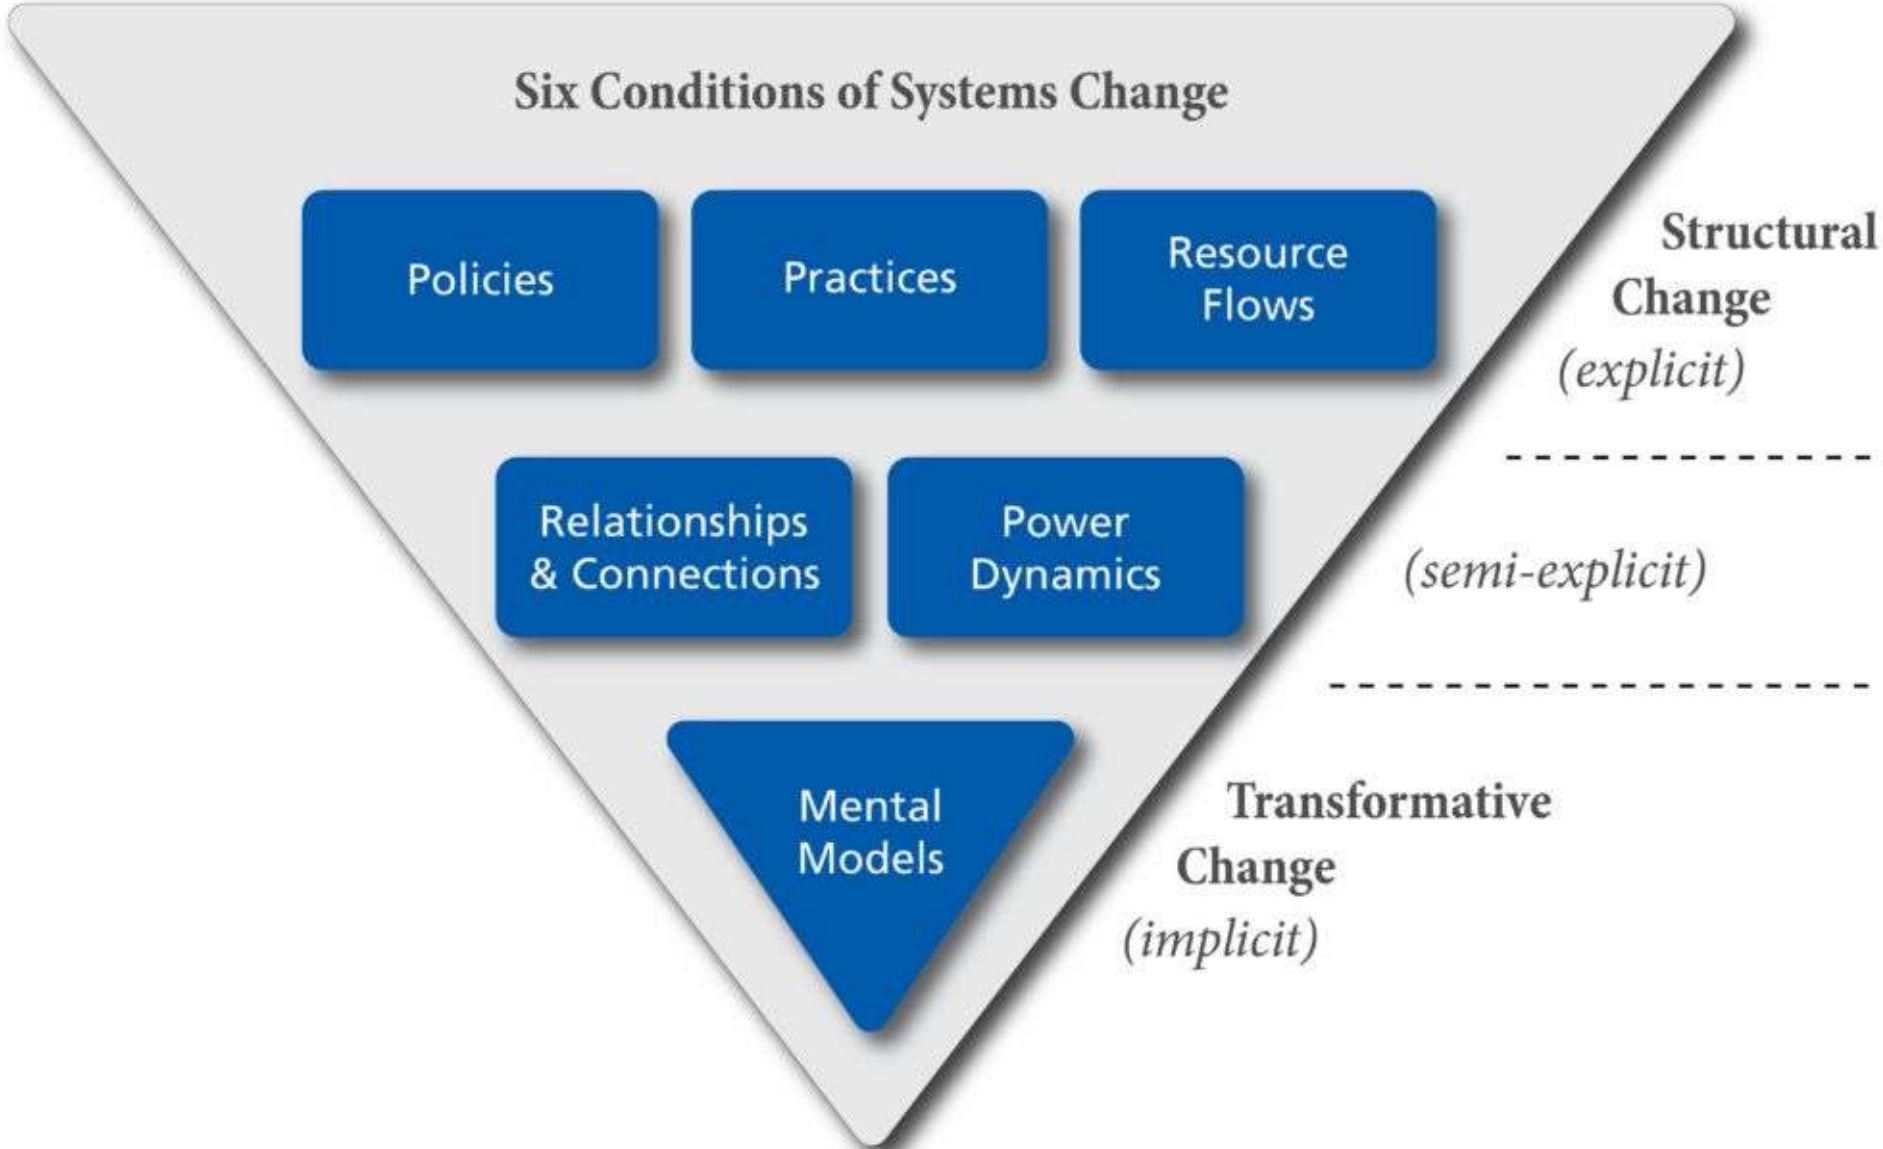 Six Conditions of Systems Change
Policies
Practices
Resource
Flows
Structural
Change
(explicit)
Relationships
& Connections
Power
Dynamics
(semi-explicit)
Mental
Models
Transformative
Change
(implicit)